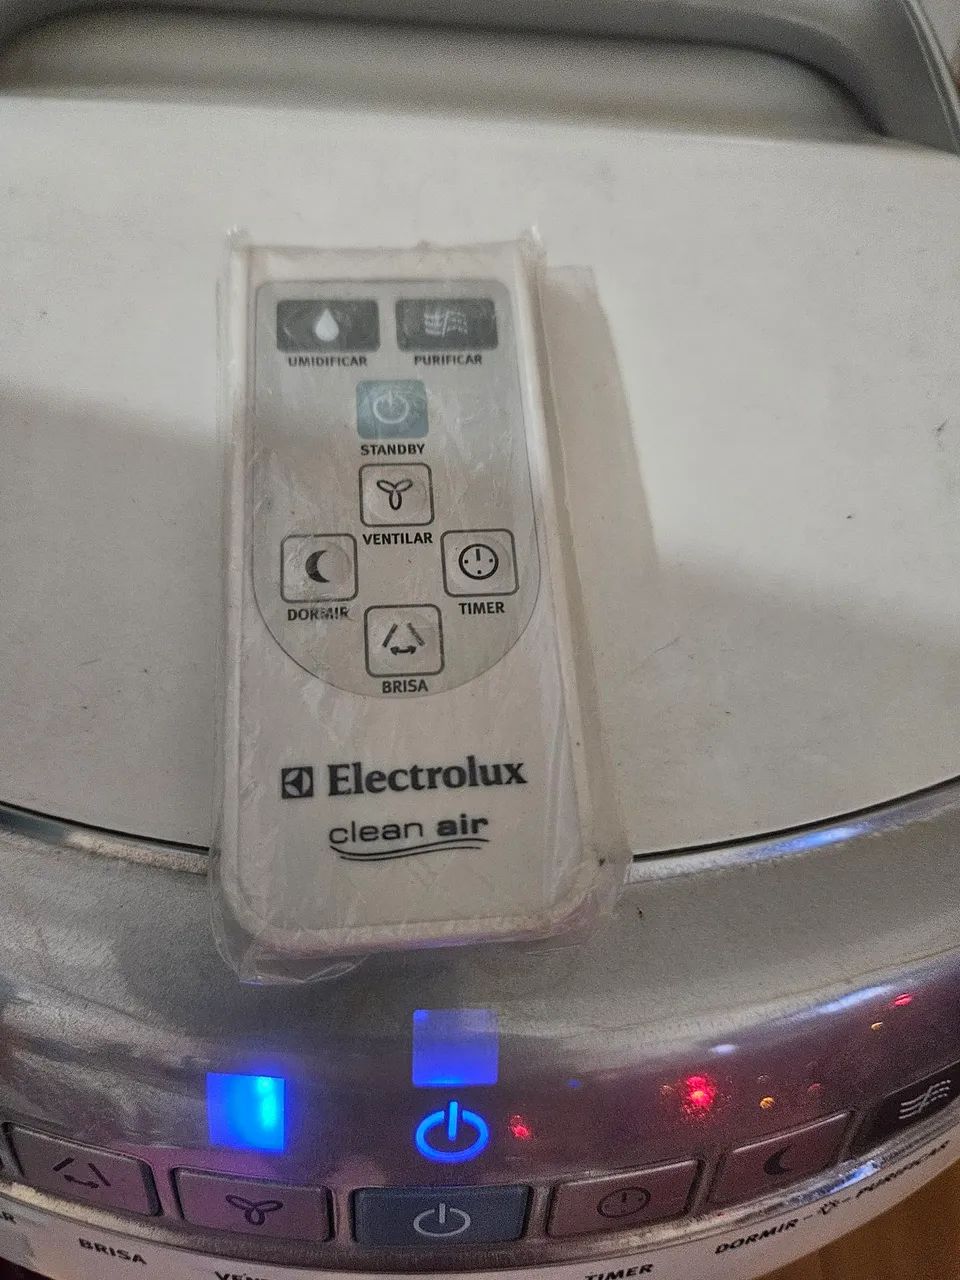 UMIDIFICAR PURIFICAR
STANDBY
VENTILAR
DORMIR TIMER
BRISA
Electrolux
clean air
BRISA
TIMER
DORMIR
PURIFICAR